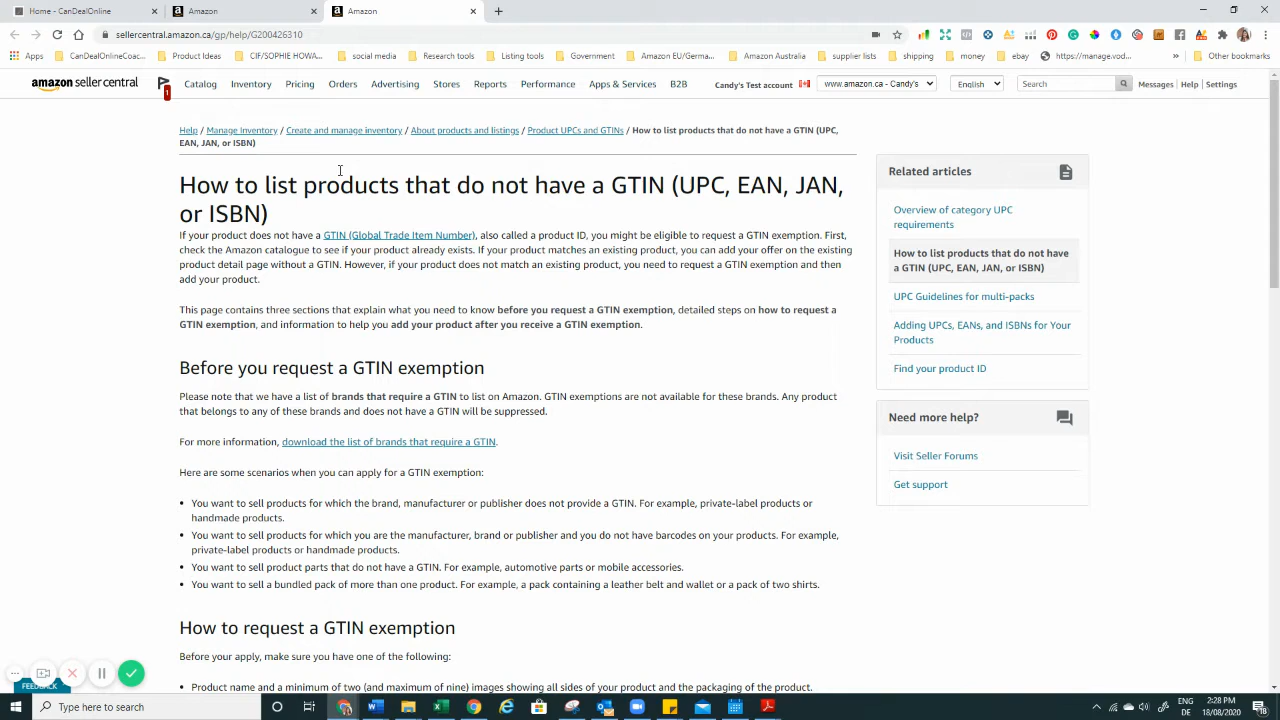 Home - CanDealOnline
Amazon
Amazon
sellercentral.amazon.ca/gp/help/G200426310
Apps
CanDealOnlineCoac...
Product Ideas
CIF/SOPHIE HOWA...
social media
Research tools
Listing tools
Government
Amazon EU/Germa...
Amazon Australia
supplier lists
shipping
money
ebay
https://manage.vod...
»
Other bookmarks
amazon seller central
1
Catalog
Inventory
Pricing
Orders
Advertising
Stores
Reports
Performance
Apps & Services
B2B
Candy's Test account
www.amazon.ca - Candy's
English
Search
Messages | Help | Settings
Help / Manage Inventory / Create and manage inventory / About products and listings / Product UPCs and GTINs / How to list products that do not have a GTIN (UPC,
EAN, JAN, or ISBN)
How to list products that do not have a GTIN (UPC, EAN, JAN,
or ISBN)
If your product does not have a GTIN (Global Trade Item Number), also called a product ID, you might be eligible to request a GTIN exemption. First,
check the Amazon catalogue to see if your product already exists. If your product matches an existing product, you can add your offer on the existing
product detail page without a GTIN. However, if your product does not match an existing product, you need to request a GTIN exemption and then
add your product.
This page contains three sections that explain what you need to know before you request a GTIN exemption, detailed steps on how to request a
GTIN exemption, and information to help you add your product after you receive a GTIN exemption.
Before you request a GTIN exemption
Please note that we have a list of brands that require a GTIN to list on Amazon. GTIN exemptions are not available for these brands. Any product
that belongs to any of these brands and does not have a GTIN will be suppressed.
For more information, download the list of brands that require a GTIN.
Here are some scenarios when you can apply for a GTIN exemption:
• You want to sell products for which the brand, manufacturer or publisher does not provide a GTIN. For example, private-label products or
handmade products.
• You want to sell products for which you are the manufacturer, brand or publisher and you do not have barcodes on your products. For example,
private-label products or handmade products.
• You want to sell product parts that do not have a GTIN. For example, automotive parts or mobile accessories.
• You want to sell a bundled pack of more than one product. For example, a pack containing a leather belt and wallet or a pack of two shirts.
How to request a GTIN exemption
Before your apply, make sure you have one of the following:
• Product name and a minimum of two (and maximum of nine) images showing all sides of your product and the packaging of the product.
Related articles
Overview of category UPC
requirements
How to list products that do not have
a GTIN (UPC, EAN, JAN, or ISBN)
UPC Guidelines for multi-packs
Adding UPCs, EANs, and ISBNs for Your
Products
Find your product ID
Need more help?
Visit Seller Forums
Get support
FEEDBACK
Type here to search
ENG
DE
2:28 PM
18/08/2020
18